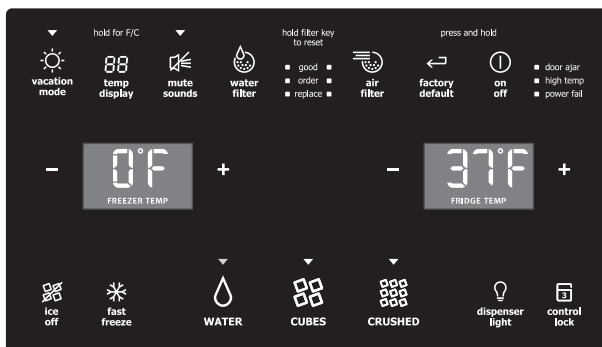 hold for F/C
hold filter key
to reset
press and hold
88
vacation
mode
temp
display
mute
sounds
water
filter
good
order
replace
air
filter
factory
default
on
off
door ajar
high temp
power fail
- 0°F +
FREEZER TEMP
- 37°F +
FRIDGE TEMP
ice
off
fast
freeze
WATER
CUBES
CRUSHED
dispenser
light
3
control
lock